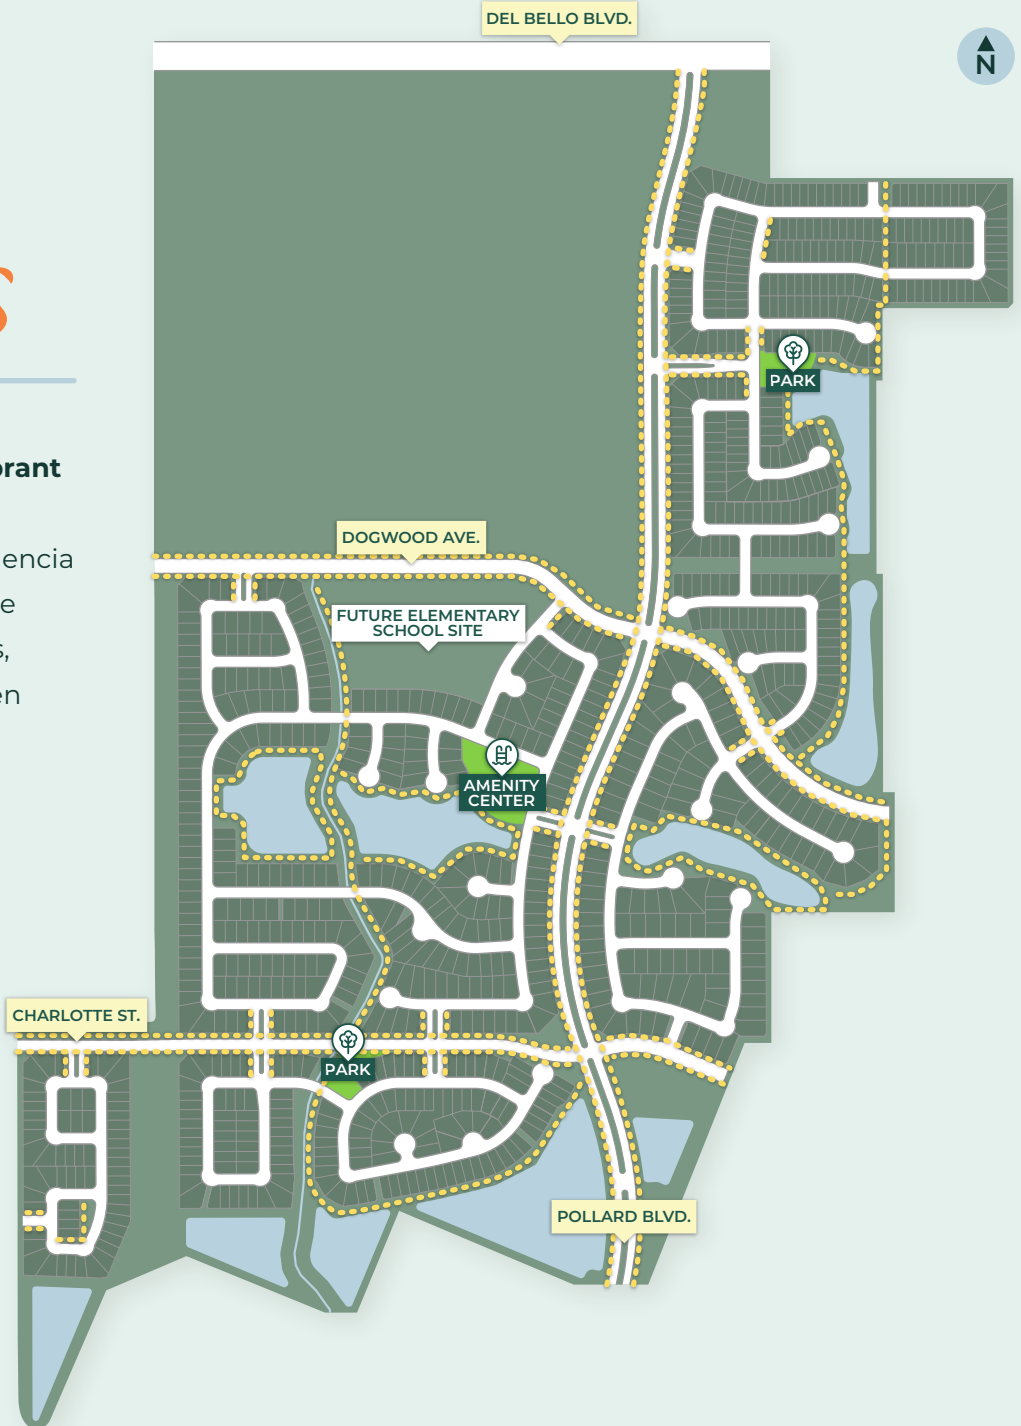 DEL BELLO BLVD.
N
S
PARK
orant
DOGWOOD AVE.
encia
e
FUTURE ELEMENTARY
SCHOOL SITE
s,
en
AMENITY
CENTER
CHARLOTTE ST.
PARK
POLLARD BLVD.